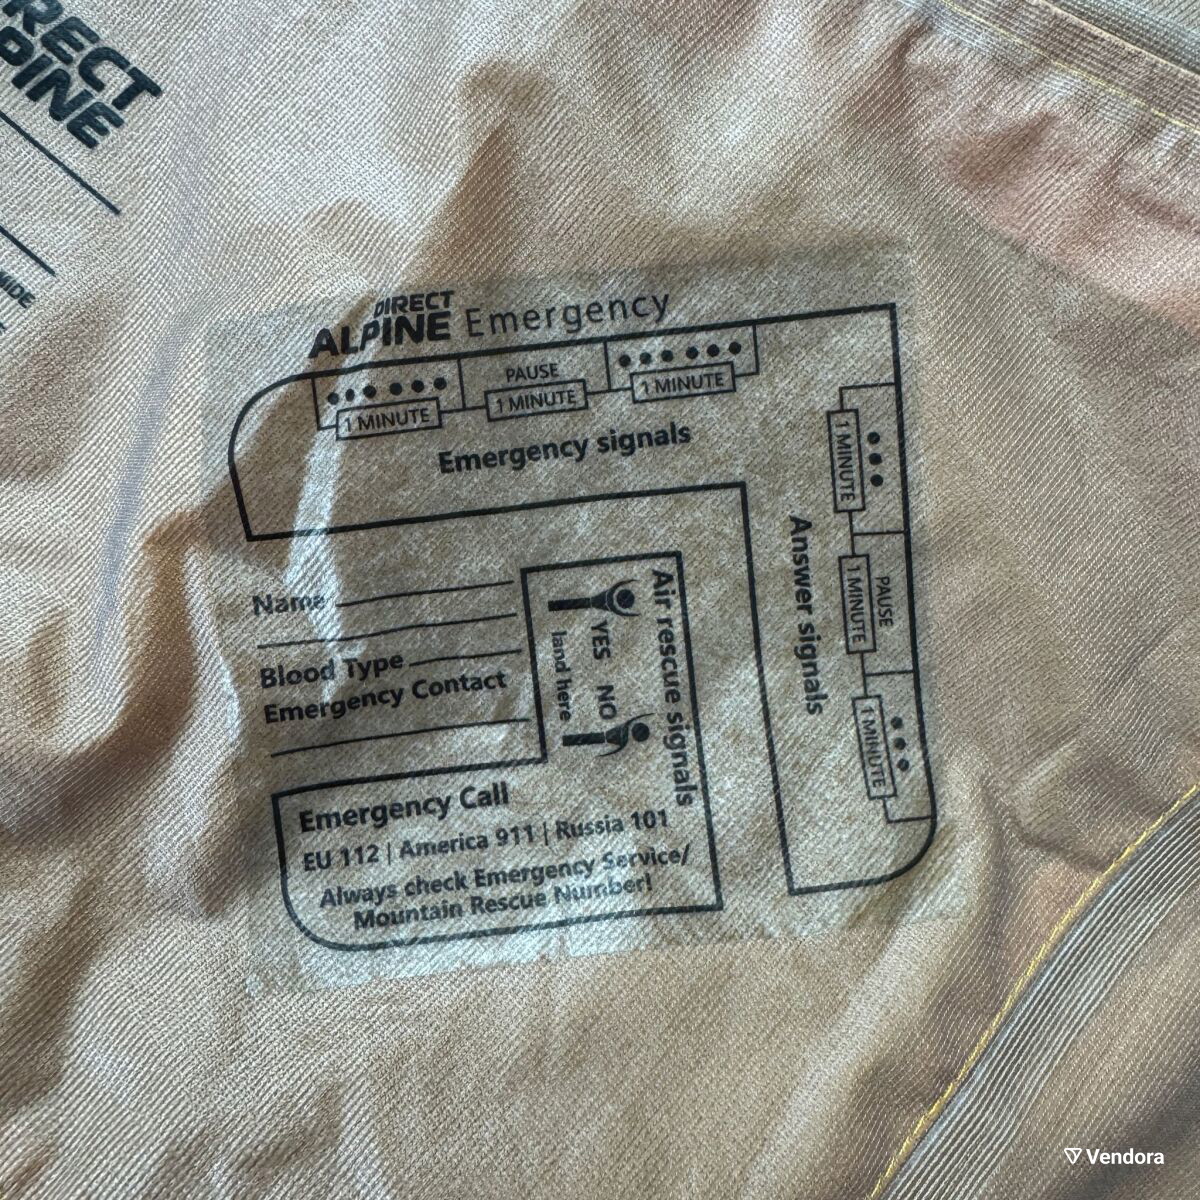 DIRECT
ALPINE Emergency
1 MINUTE
PAUSE
1 MINUTE
1 MINUTE
Emergency signals
1 MINUTE
PAUSE
1 MINUTE
1 MINUTE
Answer signals
Name
Blood Type
Emergency Contact
Air rescue signals
YES NO
land here
Emergency Call
EU 112 | America 911 | Russia 101
Always check Emergency Service/
Mountain Rescue Number!
Vendora